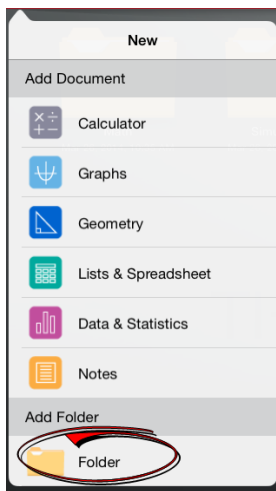 New
Add Document
Calculator
Graphs
Geometry
Lists & Spreadsheet
Data & Statistics
Notes
Add Folder
Folder